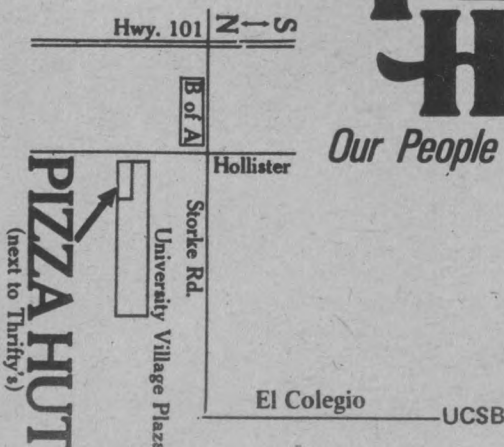 Hwy. 101
N ↔ S
B of A
Hollister
Our People
Storke Rd.
University Village Plaza
PIZZA HUT
(next to Thrifty's)
El Colegio
UCSB